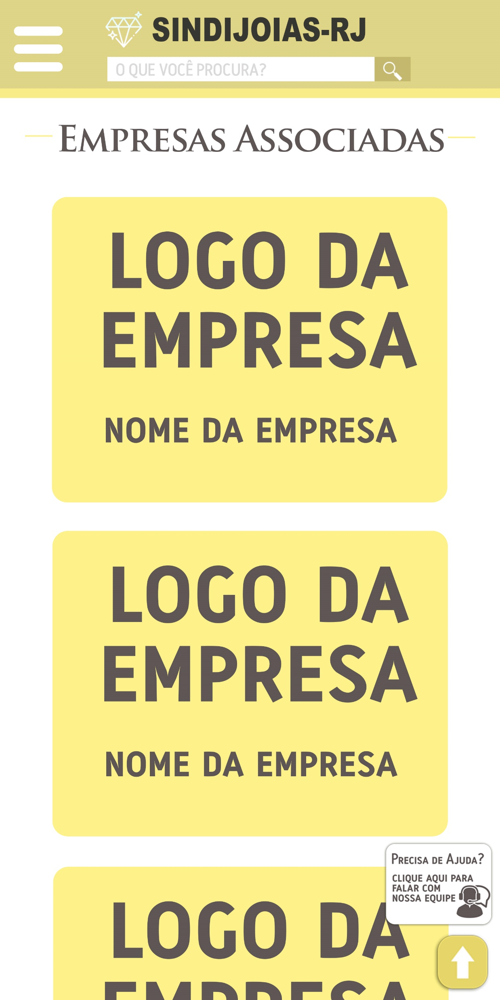 SINDIJOIAS-RJ
O QUE VOCÊ PROCURA?
EMPRESAS ASSOCIADAS
LOGO DA
EMPRESA
NOME DA EMPRESA
LOGO DA
EMPRESA
NOME DA EMPRESA
PRECISA DE AJUDA?
CLIQUE AQUI PARA
FALAR COM
NOSSA EQUIPE
LOGO DA
EMPRESA